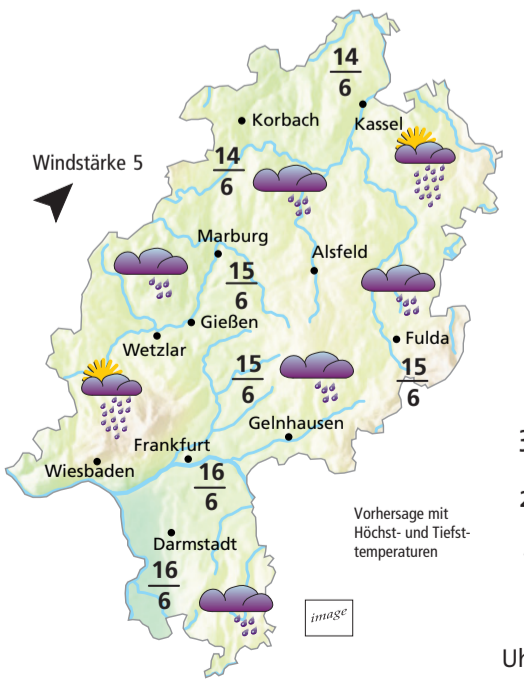 14
6
Korbach
Kassel
Windstärke 5
14
6
Marburg
Alsfeld
15
6
Gießen
Wetzlar
Fulda
15
6
15
6
Gelnhausen
Frankfurt
Wiesbaden
16
6
Vorhersage mit
Höchst- und Tiefst-
temperaturen
Darmstadt
16
6
image
Uh